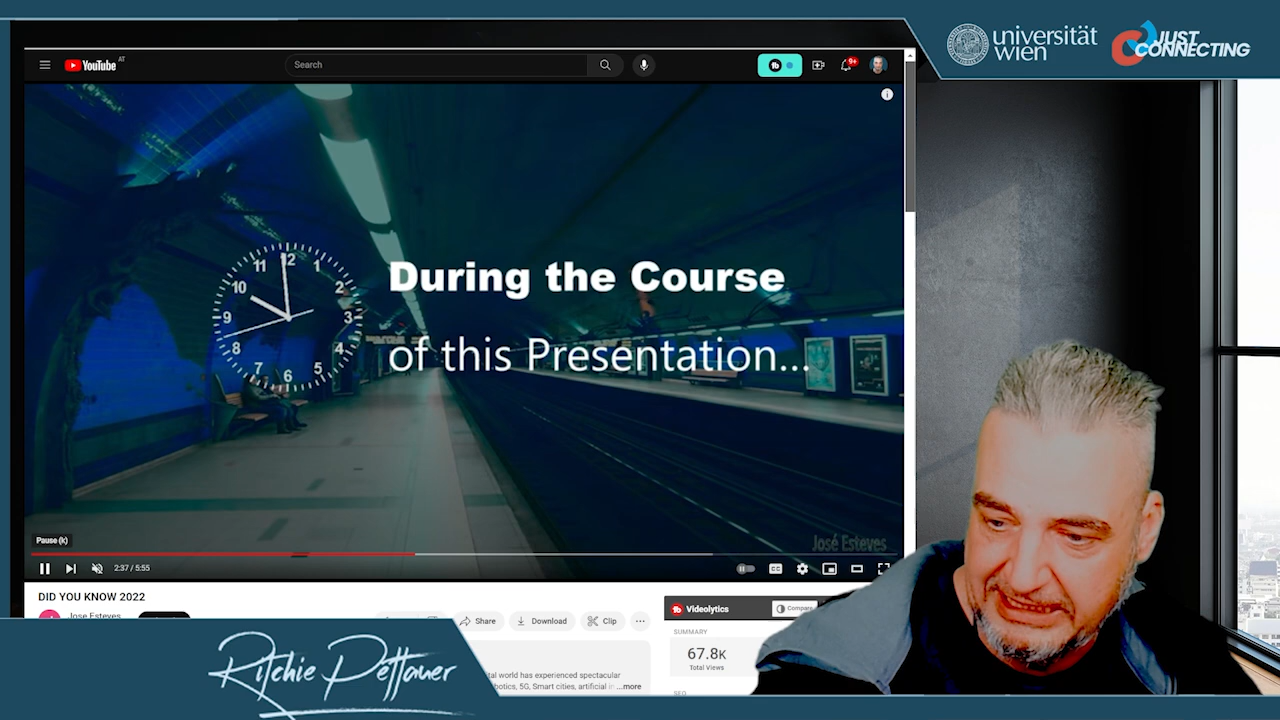 universität
wien
JUST
CONNECTING
YouTube AT
Search
9+
During the Course
of this Presentation...
11 12 1
10 2
9 3
8 4
7 6 5
José Esteves
Pause (k)
2:37 / 5:55
CC
DID YOU KNOW 2022
Jose Esteves
Share
Download
Clip
Videolytics
Compare
SUMMARY
67.8K
Total Views
SEO
tal world has experienced spectacular
botics, 5G, Smart cities, artificial in ...more
Ritchie Pettauer